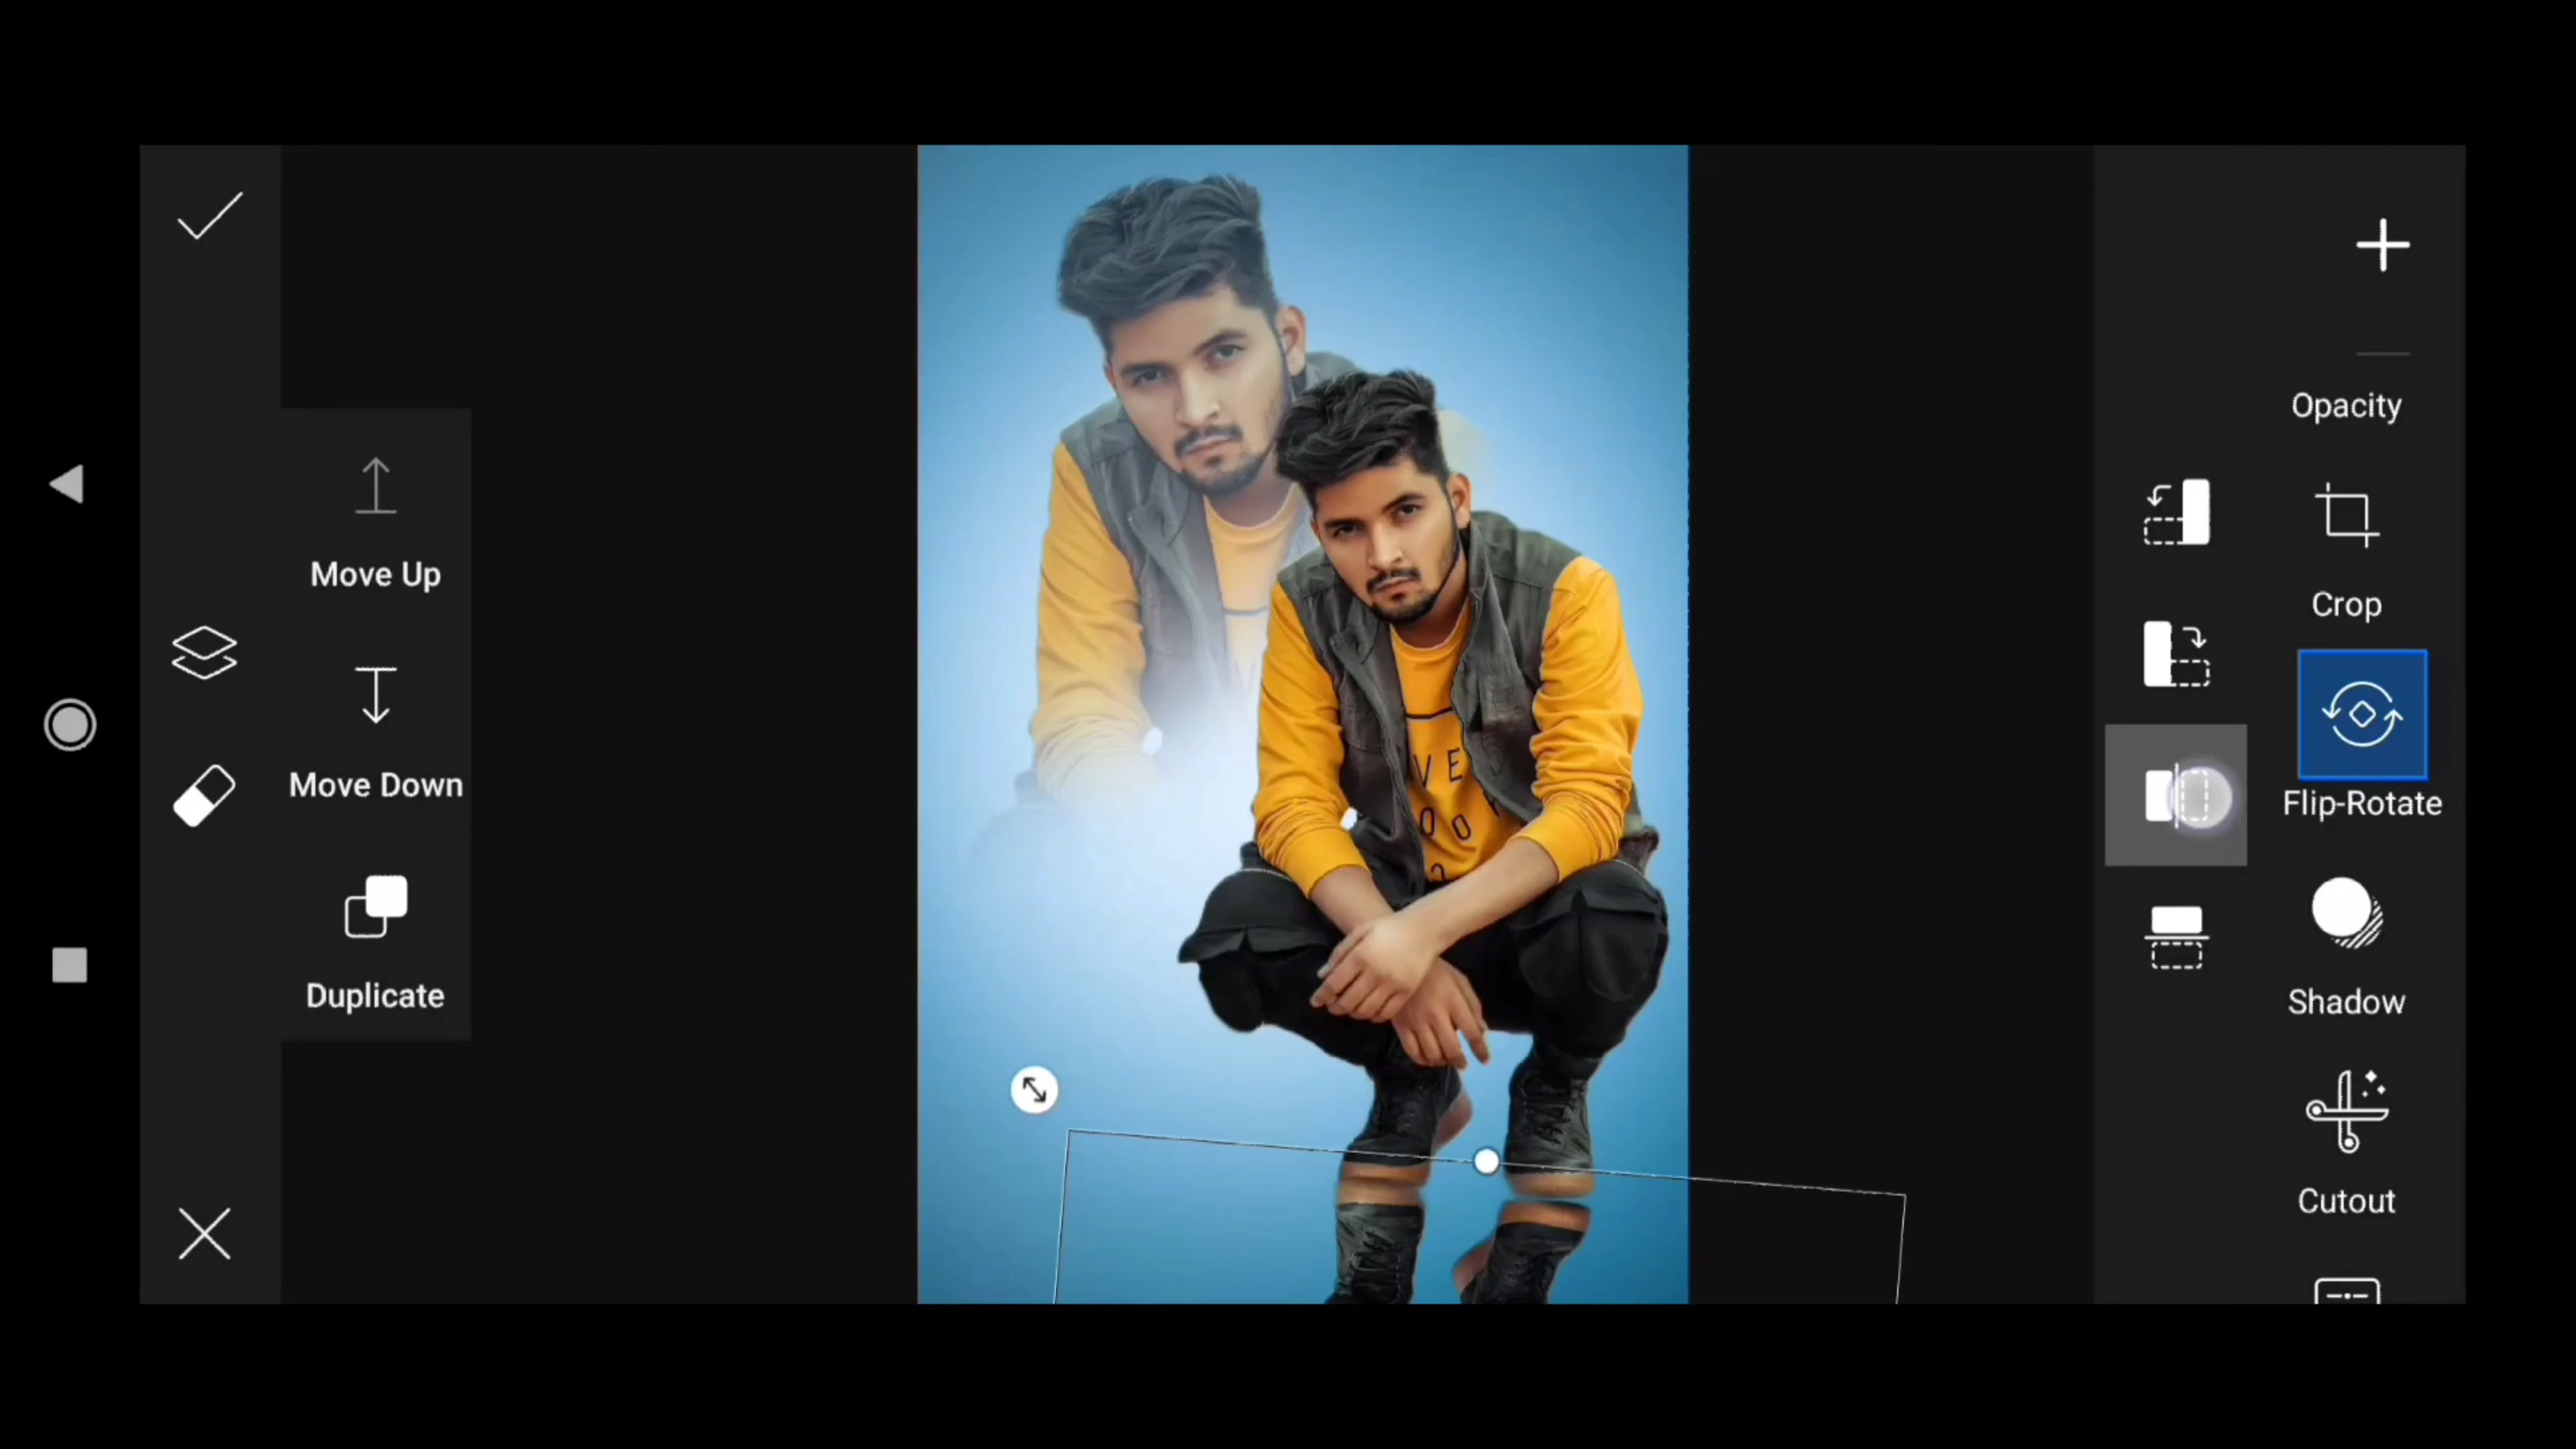 Move Up
Move Down
Duplicate
V E
O O
Opacity
Crop
Flip-Rotate
Shadow
Cutout